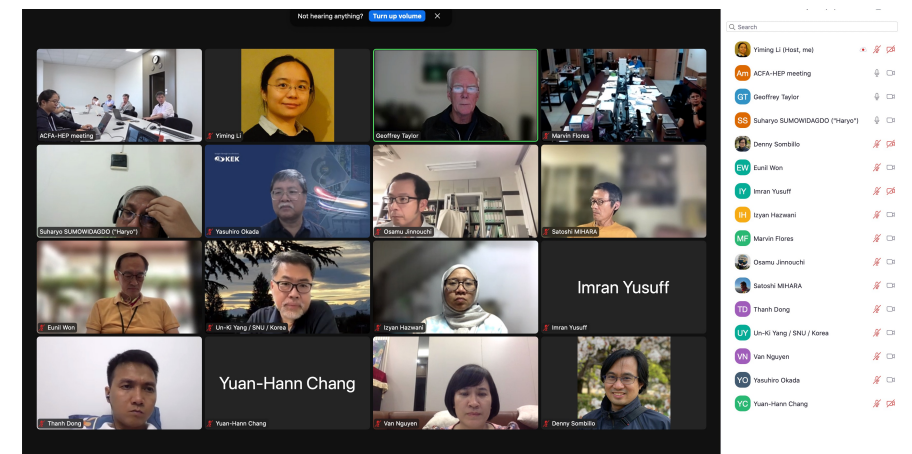 Not hearing anything? Turn up volume X
Search
ACFA-HEP meeting
Yiming Li
Geoffrey Taylor
Marvin Flores
KEK
Suharyo SUMOWIDAGDO ("Haryo")
Yasuhiro Okada
Osamu Jinnouchi
Satoshi MIHARA
Eunil Won
Un-Ki Yang / SNU / Korea
Izyan Hazwani
Imran Yusuff
Imran Yusuff
Thanh Dong
Yuan-Hann Chang
Yuan-Hann Chang
Van Nguyen
Denny Sombillo
Yiming Li (Host, me)
Am ACFA-HEP meeting
GT Geoffrey Taylor
SS Suharyo SUMOWIDAGDO ("Haryo")
Denny Sombillo
EW Eunil Won
IY Imran Yusuff
IH Izyan Hazwani
MF Marvin Flores
Osamu Jinnouchi
Satoshi MIHARA
TD Thanh Dong
UY Un-Ki Yang / SNU / Korea
VN Van Nguyen
YO Yasuhiro Okada
YC Yuan-Hann Chang